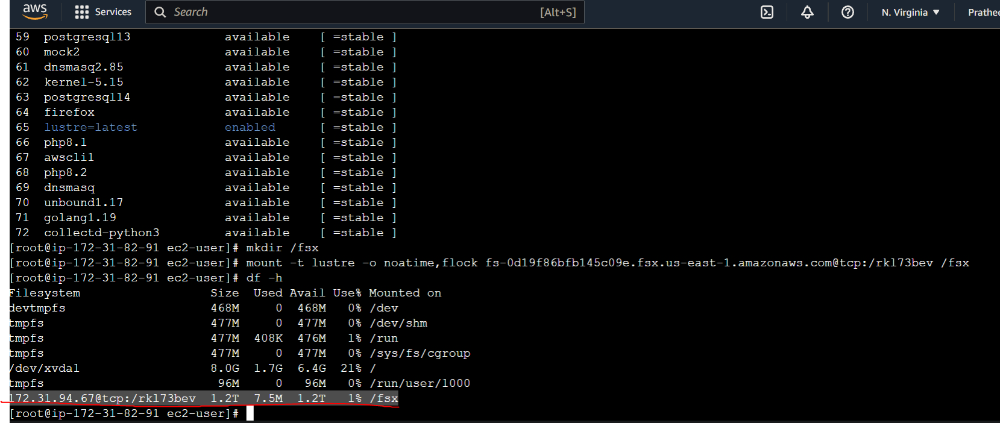 aws Services Search [Alt+S] N. Virginia ▼ Prathee
59 postgresql13 available [ =stable ]
60 mock2 available [ =stable ]
61 dnsmasq2.85 available [ =stable ]
62 kernel-5.15 available [ =stable ]
63 postgresql14 available [ =stable ]
64 firefox available [ =stable ]
65 lustre=latest enabled [ =stable ]
66 php8.1 available [ =stable ]
67 awscli1 available [ =stable ]
68 php8.2 available [ =stable ]
69 dnsmasq available [ =stable ]
70 unbound1.17 available [ =stable ]
71 golang1.19 available [ =stable ]
72 collectd-python3 available [ =stable ]
[root@ip-172-31-82-91 ec2-user]# mkdir /fsx
[root@ip-172-31-82-91 ec2-user]# mount -t lustre -o noatime,flock fs-0d19f86bfb145c09e.fsx.us-east-1.amazonaws.com@tcp:/rkl73bev /fsx
[root@ip-172-31-82-91 ec2-user]# df -h
Filesystem Size Used Avail Use% Mounted on
devtmpfs 468M 0 468M 0% /dev
tmpfs 477M 0 477M 0% /dev/shm
tmpfs 477M 408K 476M 1% /run
tmpfs 477M 0 477M 0% /sys/fs/cgroup
/dev/xvda1 8.0G 1.7G 6.4G 21% /
tmpfs 96M 0 96M 0% /run/user/1000
172.31.94.67@tcp:/rkl73bev 1.2T 7.5M 1.2T 1% /fsx
[root@ip-172-31-82-91 ec2-user]#